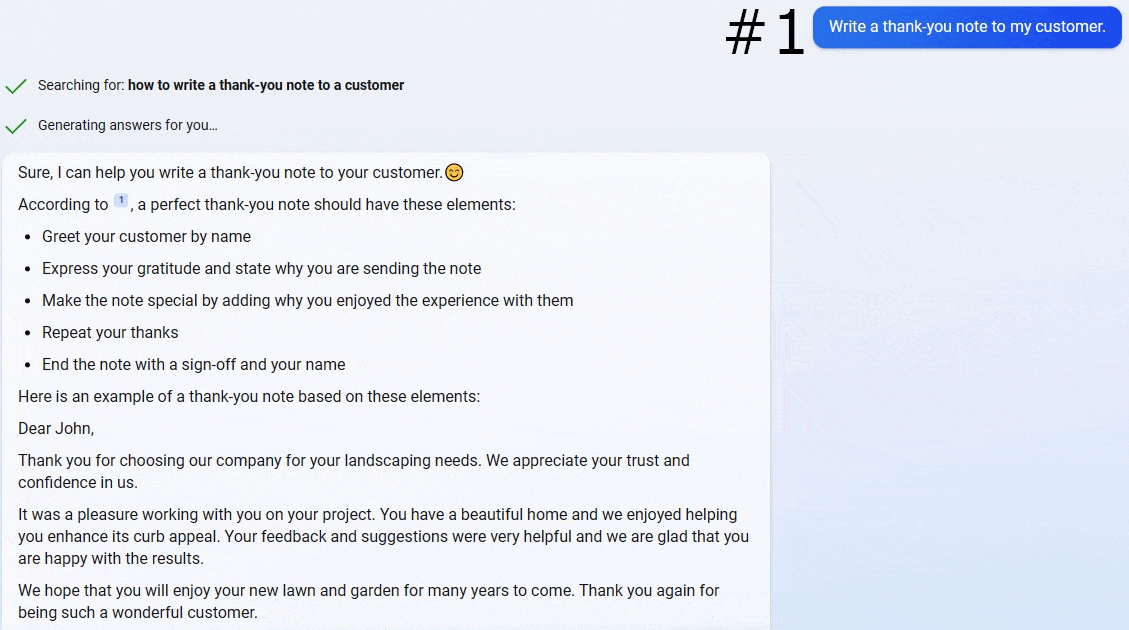 #1 Write a thank-you note to my customer.
Searching for: how to write a thank-you note to a customer
Generating answers for you...
Sure, I can help you write a thank-you note to your customer.😊
According to 1, a perfect thank-you note should have these elements:
• Greet your customer by name
• Express your gratitude and state why you are sending the note
• Make the note special by adding why you enjoyed the experience with them
• Repeat your thanks
• End the note with a sign-off and your name
Here is an example of a thank-you note based on these elements:
Dear John,
Thank you for choosing our company for your landscaping needs. We appreciate your trust and
confidence in us.
It was a pleasure working with you on your project. You have a beautiful home and we enjoyed helping
you enhance its curb appeal. Your feedback and suggestions were very helpful and we are glad that you
are happy with the results.
We hope that you will enjoy your new lawn and garden for many years to come. Thank you again for
being such a wonderful customer.